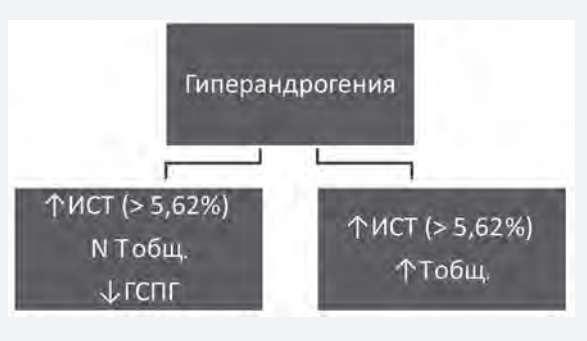 Гиперандрогения
↑ИСТ (> 5,62%)
N Тобщ.
↓ГСПГ
↑ИСТ (> 5,62%)
↑Тобщ.